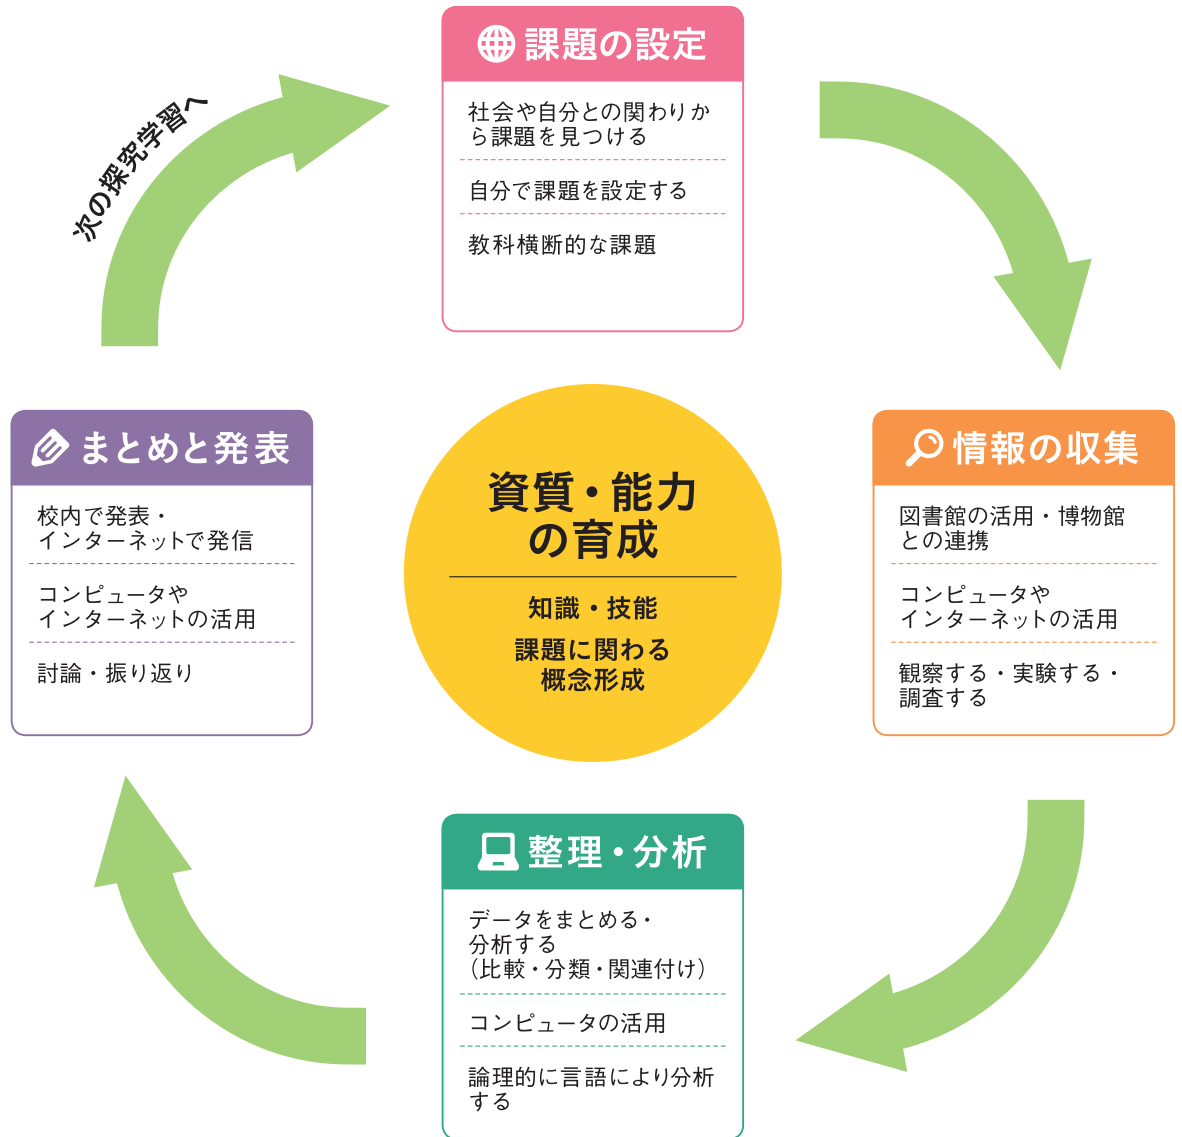 課題の設定
社会や自分との関わりか
ら課題を見つける
自分で課題を設定する
教科横断的な課題
次の探究学習へ
情報の収集
図書館の活用・博物館
との連携
コンピュータや
インターネットの活用
観察する・実験する・
調査する
整理・分析
データをまとめる・
分析する
（比較・分類・関連付け）
コンピュータの活用
論理的に言語により分析
する
まとめと発表
校内で発表・
インターネットで発信
コンピュータや
インターネットの活用
討論・振り返り
資質・能力
の育成
知識・技能
課題に関わる
概念形成